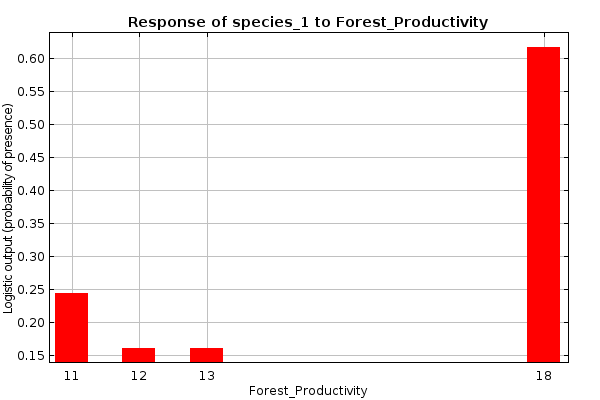 Response of species_1 to Forest_Productivity
Logistic output (probability of presence)
0.60
0.55
0.50
0.45
0.40
0.35
0.30
0.25
0.20
0.15
11 12 13 18
Forest_Productivity